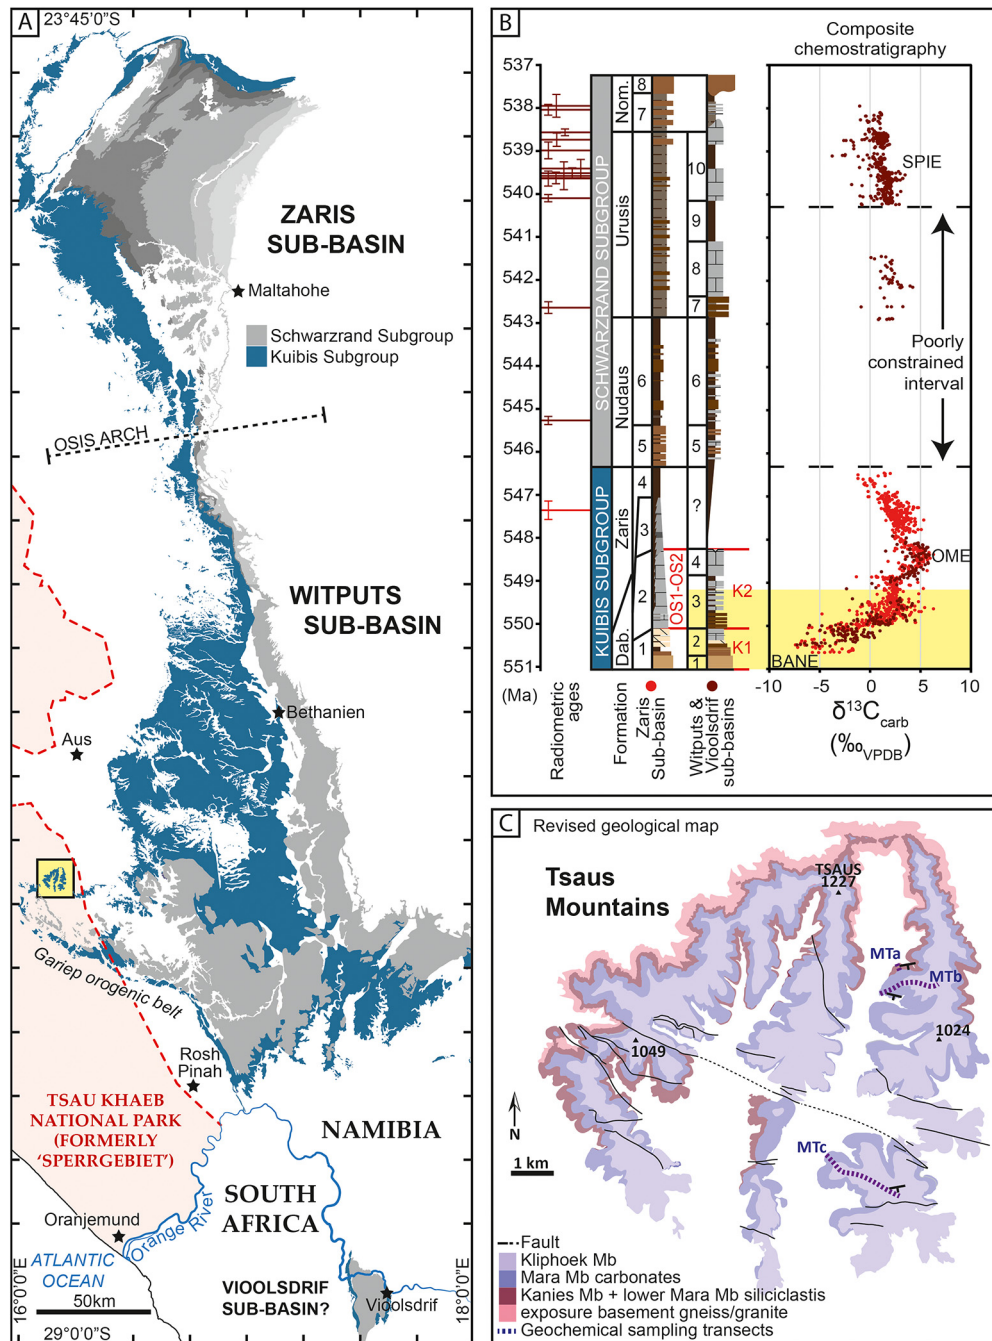 A
23°45'0"S
ZARIS
SUB-BASIN
Maltahohe
Schwarzrand Subgroup
Kuibis Subgroup
OSIS ARCH
WITPUTS
SUB-BASIN
Bethanien
Aus
Gariep orogenic belt
Rosh
Pinah
TSAU KHAEB
NATIONAL PARK
(FORMERLY
'SPERRGEBIET')
NAMIBIA
SOUTH
AFRICA
Orange River
Oranjemund
ATLANTIC
OCEAN
50km
VIOOLSDRIF
SUB-BASIN?
Vioolsdrif
16°0'0"E
18°0'0"E
29°0'0"S
B
Composite
chemostratigraphy
537
538
539
540
541
542
543
544
545
546
547
548
549
550
551
(Ma)
SCHWARZRAND SUBGROUP
KUIBIS SUBGROUP
Nom.
Urusis
Nudaus
Zaris
Dab.
8
7
6
5
4
3
2
1
10
9
8
7
6
5
?
4
3
2
1
OS1-OS2
K2
K1
SPIE
Poorly
constrained
interval
OME
BANE
-10
-5
0
5
10
δ13Ccarb
(‰VPDB)
Radiometric
ages
Formation
Zaris
Sub-basin
Witputs &
Vioolsdrif
sub-basins
C
Revised geological map
Tsaus
Mountains
TSAUS
1227
MTa
MTb
1024
1049
MTc
N
1 km
Fault
Kliphoek Mb
Mara Mb carbonates
Kanies Mb + lower Mara Mb siliciclastis
exposure basement gneiss/granite
Geochemical sampling transects